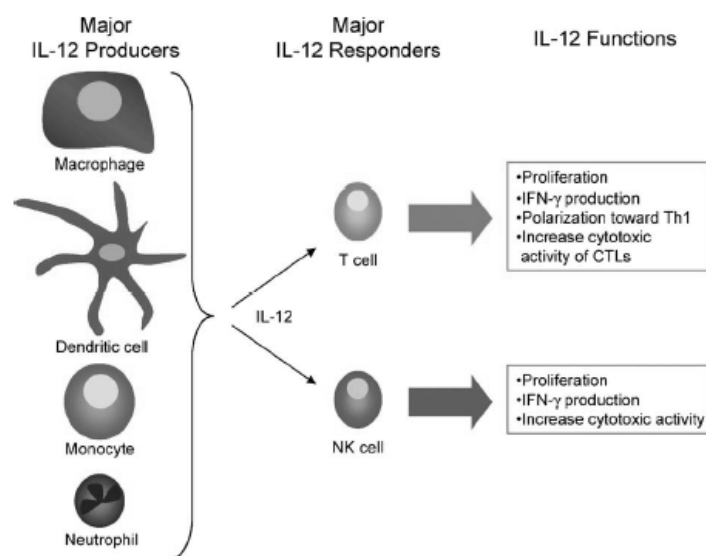 Major
IL-12 Producers
Major
IL-12 Responders
IL-12 Functions
Macrophage
Dendritic cell
Monocyte
Neutrophil
IL-12
T cell
NK cell
•Proliferation
•IFN-γ production
•Polarization toward Th1
•Increase cytotoxic
activity of CTLs
•Proliferation
•IFN-γ production
•Increase cytotoxic activity